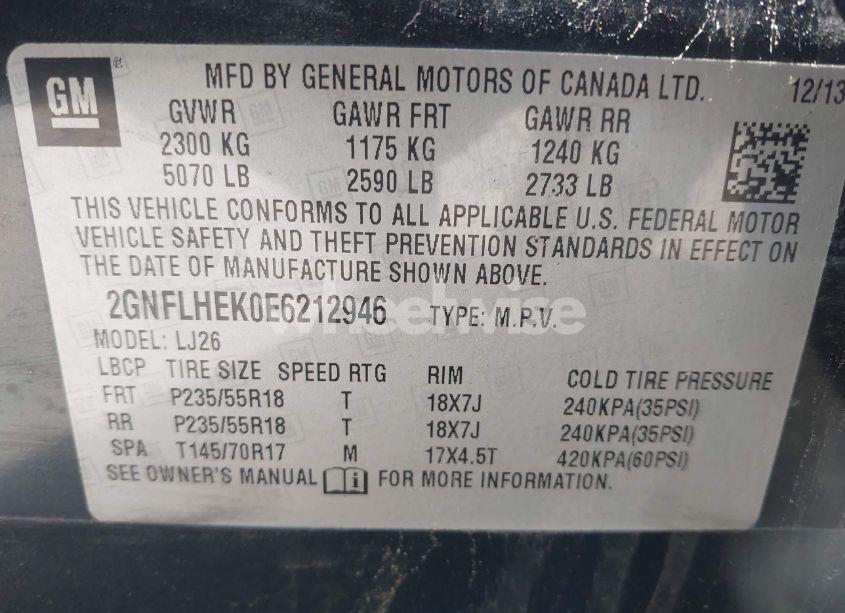 GM
MFD BY GENERAL MOTORS OF CANADA LTD. 12/13
GVWR GAWR FRT GAWR RR
2300 KG 1175 KG 1240 KG
5070 LB 2590 LB 2733 LB
THIS VEHICLE CONFORMS TO ALL APPLICABLE U.S. FEDERAL MOTOR
VEHICLE SAFETY AND THEFT PREVENTION STANDARDS IN EFFECT ON
THE DATE OF MANUFACTURE SHOWN ABOVE.
2GNFLHEK0E6212946 TYPE: M.P.V.
wheelwise
MODEL: LJ26
LBCP TIRE SIZE SPEED RTG RIM COLD TIRE PRESSURE
FRT P235/55R18 T 18X7J 240KPA(35PSI)
RR P235/55R18 T 18X7J 240KPA(35PSI)
SPA T145/70R17 M 17X4.5T 420KPA(60PSI)
SEE OWNER'S MANUAL i FOR MORE INFORMATION.